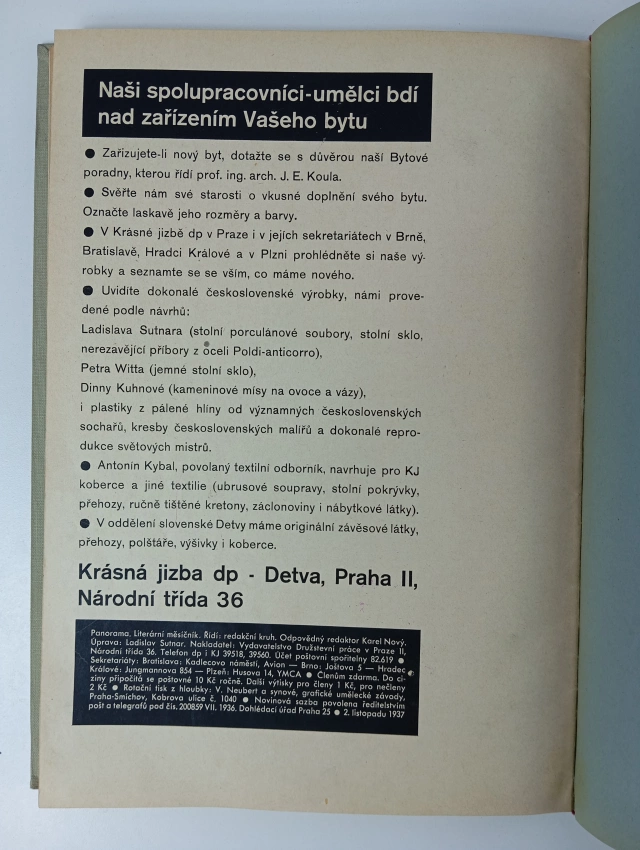 Naši spolupracovníci-umělci bdí
nad zařízením Vašeho bytu
● Zařizujete-li nový byt, dotažte se s důvěrou naší Bytové
poradny, kterou řídí prof. ing. arch. J. E. Koula.
● Svěřte nám své starosti o vkusné doplnění svého bytu.
Označte laskavě jeho rozměry a barvy.
● V Krásné jizbě dp v Praze i v jejích sekretariátech v Brně,
Bratislavě, Hradci Králové a v Plzni prohlédněte si naše vý-
robky a seznamte se se vším, co máme nového.
● Uvidíte dokonalé československé výrobky, námi prove-
dené podle návrhů:
Ladislava Sutnara (stolní porculánové soubory, stolní sklo,
nerezavějící příbory z oceli Poldi-anticorro),
Petra Witta (jemné stolní sklo),
Dinny Kuhnové (kameninové mísy na ovoce a vázy),
i plastiky z pálené hlíny od význámných československých
sochařů, kresby československých malířů a dokonalé repro-
dukce světových mistrů.
● Antonín Kybal, povolaný textilní odborník, navrhuje pro KJ
koberce a jiné textilie (ubrusové soupravy, stolní pokrývky,
přehozy, ručně tištěné kretony, záclonoviny i nábytkové látky).
● V oddělení slovenské Detvy máme originální závěsové látky,
přehozy, polštáře, výšivky i koberce.
Krásná jizba dp - Detva, Praha II,
Národní třída 36
Panorama. Literární měsíčník. Řídí: redakční kruh. Odpovědný redaktor Karel Nový.
Úprava: Ladislav Sutnar. Nakladatel: Vydavatelstvo Družstevní práce v Praze II,
Národní třída 36. Telefon dp i KJ 39518, 39560. Účet poštovní spořitelny 82.619 ●
Sekretariáty: Bratislava: Kadlecovo náměstí, Avion — Brno: Joštova 5 — Hradec
Králové: Jungmannova 854 — Plzeň: Husova 14, YMCA ● Členům zdarma. Do ci-
ziny připočítá se poštovné 10 Kč ročně. Další výtisky pro členy 1 Kč, pro nečleny
2 Kč ● Rotační tisk z hloubky: V. Neubert a synové, grafické umělecké závody,
Praha-Smíchov, Kobrova ulice č. 1040 ● Novinová sazba povolena ředitelstvím
pošt a telegrafů pod čís. 200859 VII. 1936. Dohlédací úřad Praha 25 ● 2. listopadu 1937